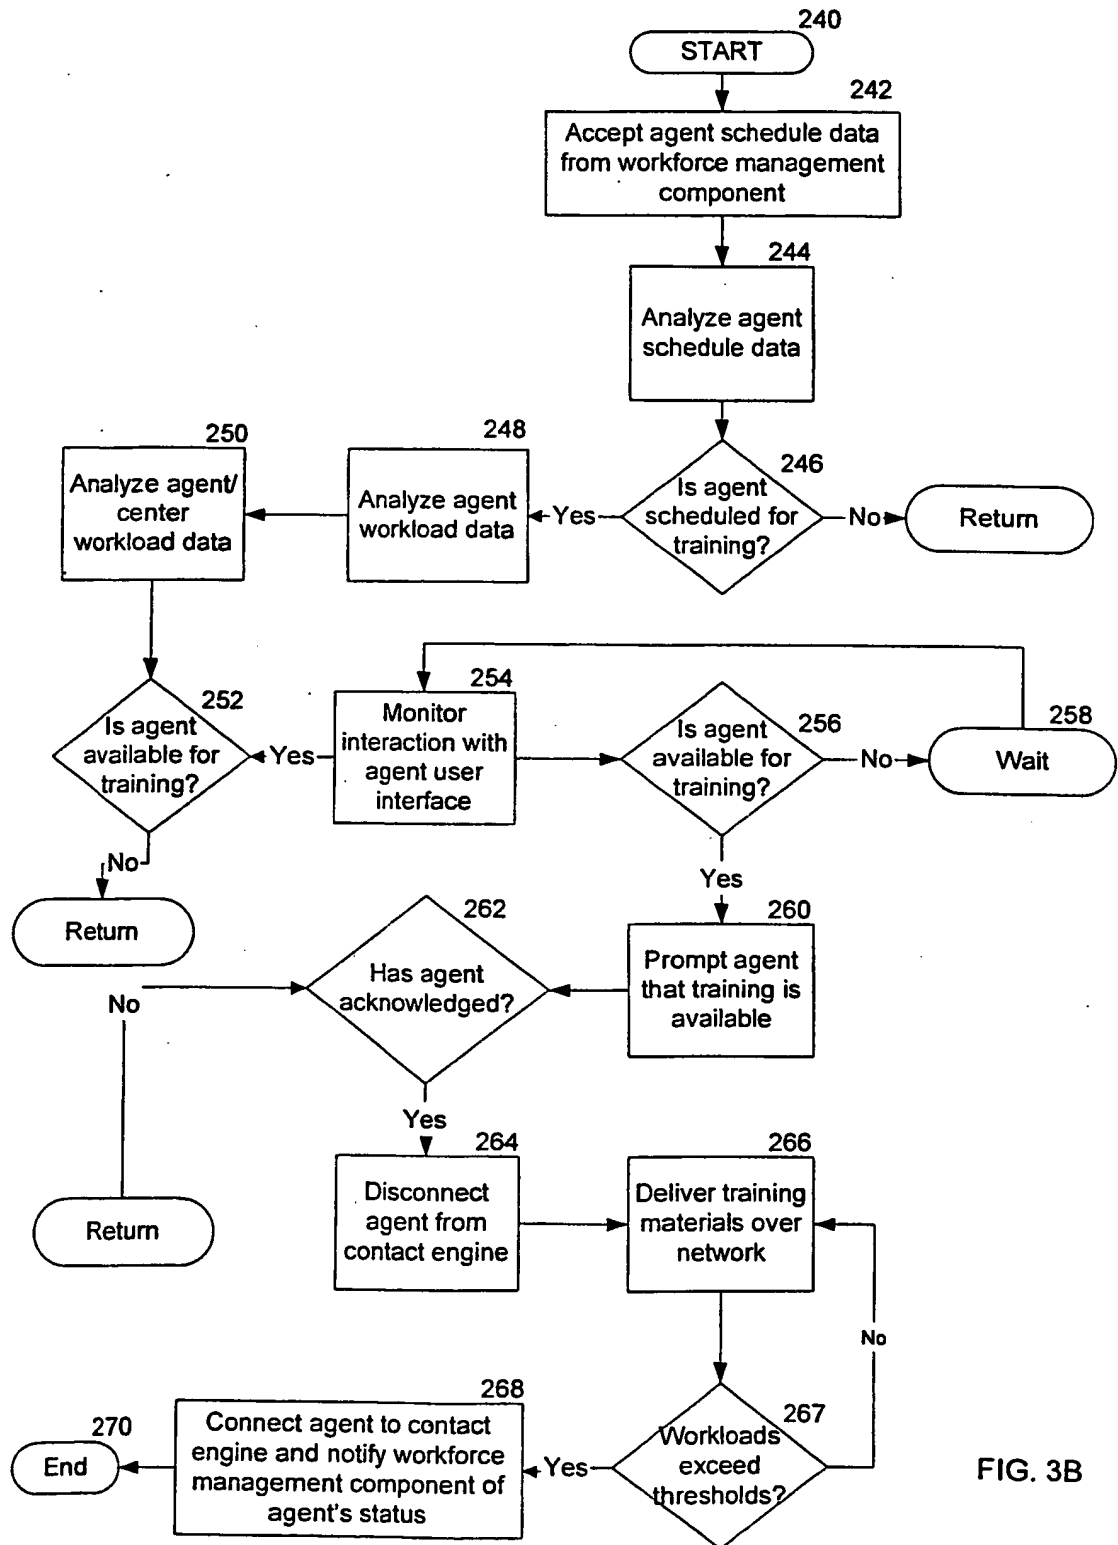 240
START
242
Accept agent schedule data
from workforce management
component
244
Analyze agent
schedule data
246
Is agent
scheduled for
training?
No
Return
Yes
248
Analyze agent
workload data
250
Analyze agent/
center
workload data
252
Is agent
available for
training?
Yes
No
Return
254
Monitor
interaction with
agent user
interface
256
Is agent
available for
training?
No
258
Wait
Yes
260
Prompt agent
that training is
available
262
Has agent
acknowledged?
No
Return
Yes
264
Disconnect
agent from
contact engine
266
Deliver training
materials over
network
No
267
Workloads
exceed
thresholds?
Yes
268
Connect agent to contact
engine and notify workforce
management component of
agent's status
270
End
FIG. 3B